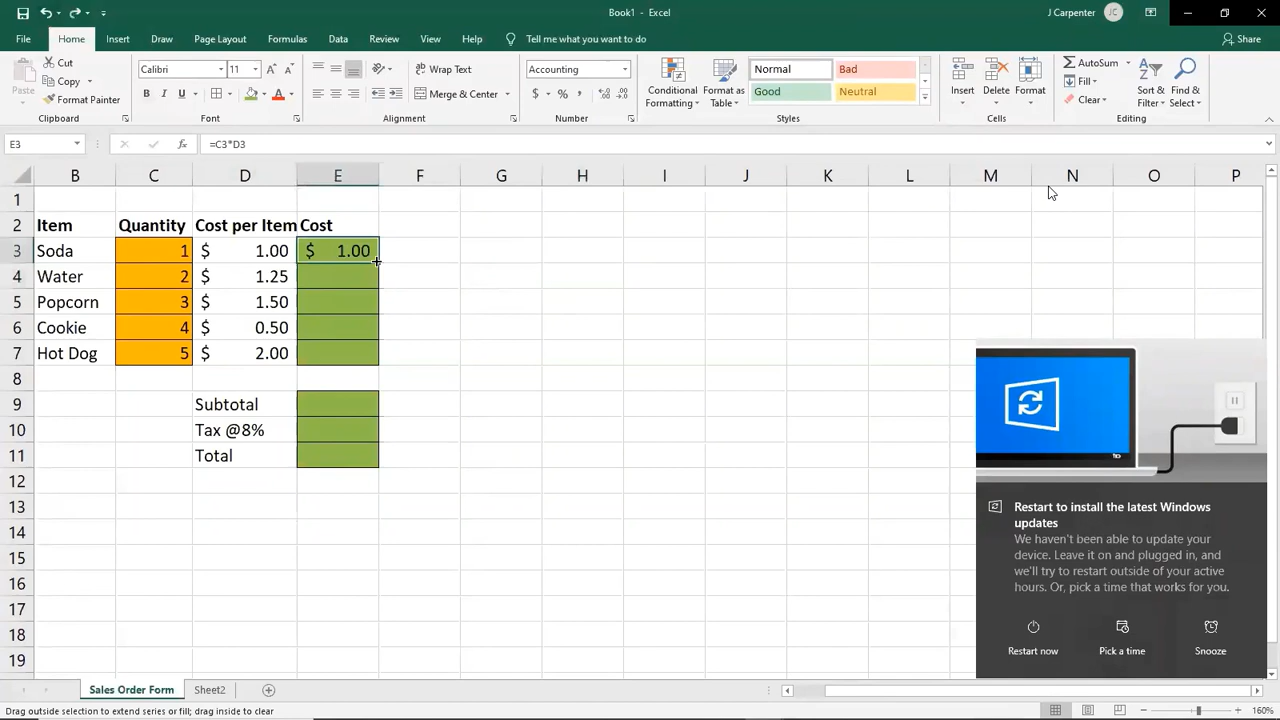 Book1 - Excel
J Carpenter JC
File Home Insert Draw Page Layout Formulas Data Review View Help Tell me what you want to do Share
Paste
Cut
Copy
Format Painter
Clipboard
Calibri 11 A A
B I U A
Font
ab Wrap Text
Merge & Center
Alignment
Accounting
$ % ,
Number
Conditional Formatting
Format as Table
Normal Bad
Good Neutral
Styles
Insert Delete Format
Cells
AutoSum
Fill
Clear
Sort & Filter
Find & Select
Editing
E3 fx =C3*D3
B C D E F G H I J K L M N O P
1
2 Item Quantity Cost per Item Cost
3 Soda 1 $ 1.00 $ 1.00
4 Water 2 $ 1.25
5 Popcorn 3 $ 1.50
6 Cookie 4 $ 0.50
7 Hot Dog 5 $ 2.00
8
9 Subtotal
10 Tax @8%
11 Total
12
13
14
15
16
17
18
19
Restart to install the latest Windows
updates
We haven't been able to update your
device. Leave it on and plugged in, and
we'll try to restart outside of your active
hours. Or, pick a time that works for you.
Restart now Pick a time Snooze
Sales Order Form Sheet2
Drag outside selection to extend series or fill; drag inside to clear
160%